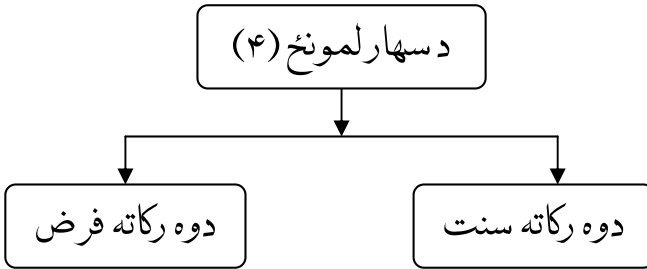 د سهار لمونځ (۴)
دوه رکاته سنت
دوه رکاته فرض